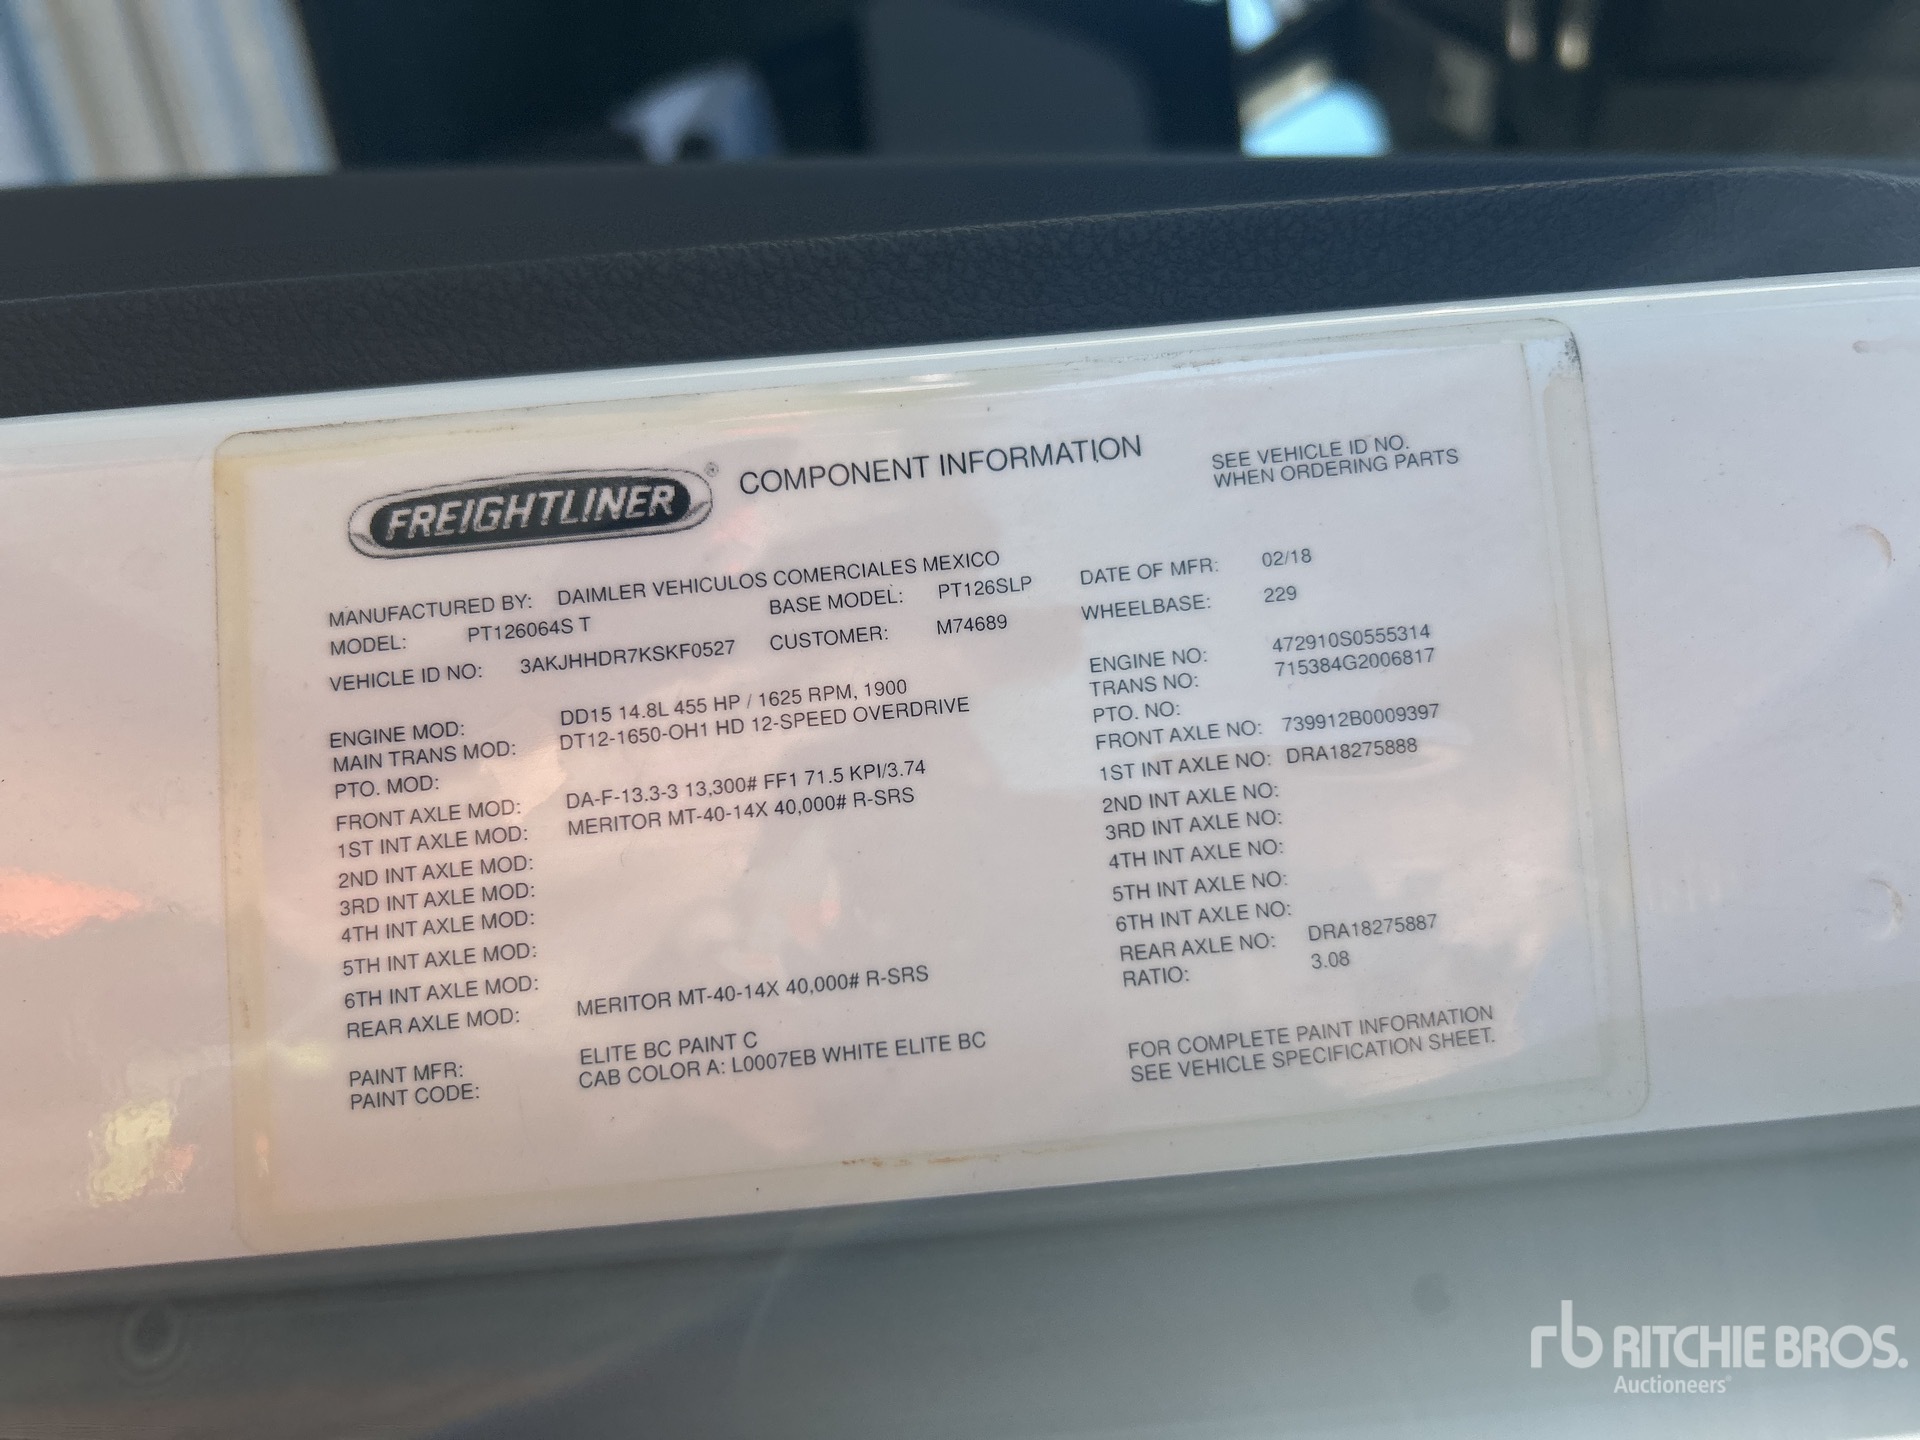 FREIGHTLINER® COMPONENT INFORMATION
SEE VEHICLE ID NO.
WHEN ORDERING PARTS
MANUFACTURED BY: DAIMLER VEHICULOS COMERCIALES MEXICO DATE OF MFR: 02/18
MODEL: PT126064S T BASE MODEL: PT126SLP WHEELBASE: 229
VEHICLE ID NO: 3AKJHHDR7KSKF0527 CUSTOMER: M74689
ENGINE MOD: DD15 14.8L 455 HP / 1625 RPM, 1900 ENGINE NO: 472910S0555314
MAIN TRANS MOD: DT12-1650-OH1 HD 12-SPEED OVERDRIVE TRANS NO: 715384G2006817
PTO. MOD: PTO. NO:
FRONT AXLE MOD: DA-F-13.3-3 13,300# FF1 71.5 KPI/3.74 FRONT AXLE NO: 739912B0009397
1ST INT AXLE MOD: MERITOR MT-40-14X 40,000# R-SRS 1ST INT AXLE NO: DRA18275888
2ND INT AXLE MOD: 2ND INT AXLE NO:
3RD INT AXLE MOD: 3RD INT AXLE NO:
4TH INT AXLE MOD: 4TH INT AXLE NO:
5TH INT AXLE MOD: 5TH INT AXLE NO:
6TH INT AXLE MOD: 6TH INT AXLE NO:
REAR AXLE MOD: MERITOR MT-40-14X 40,000# R-SRS REAR AXLE NO: DRA18275887
RATIO: 3.08
PAINT MFR: ELITE BC PAINT C
PAINT CODE: CAB COLOR A: L0007EB WHITE ELITE BC
FOR COMPLETE PAINT INFORMATION
SEE VEHICLE SPECIFICATION SHEET.
rb RITCHIE BROS.
Auctioneers®